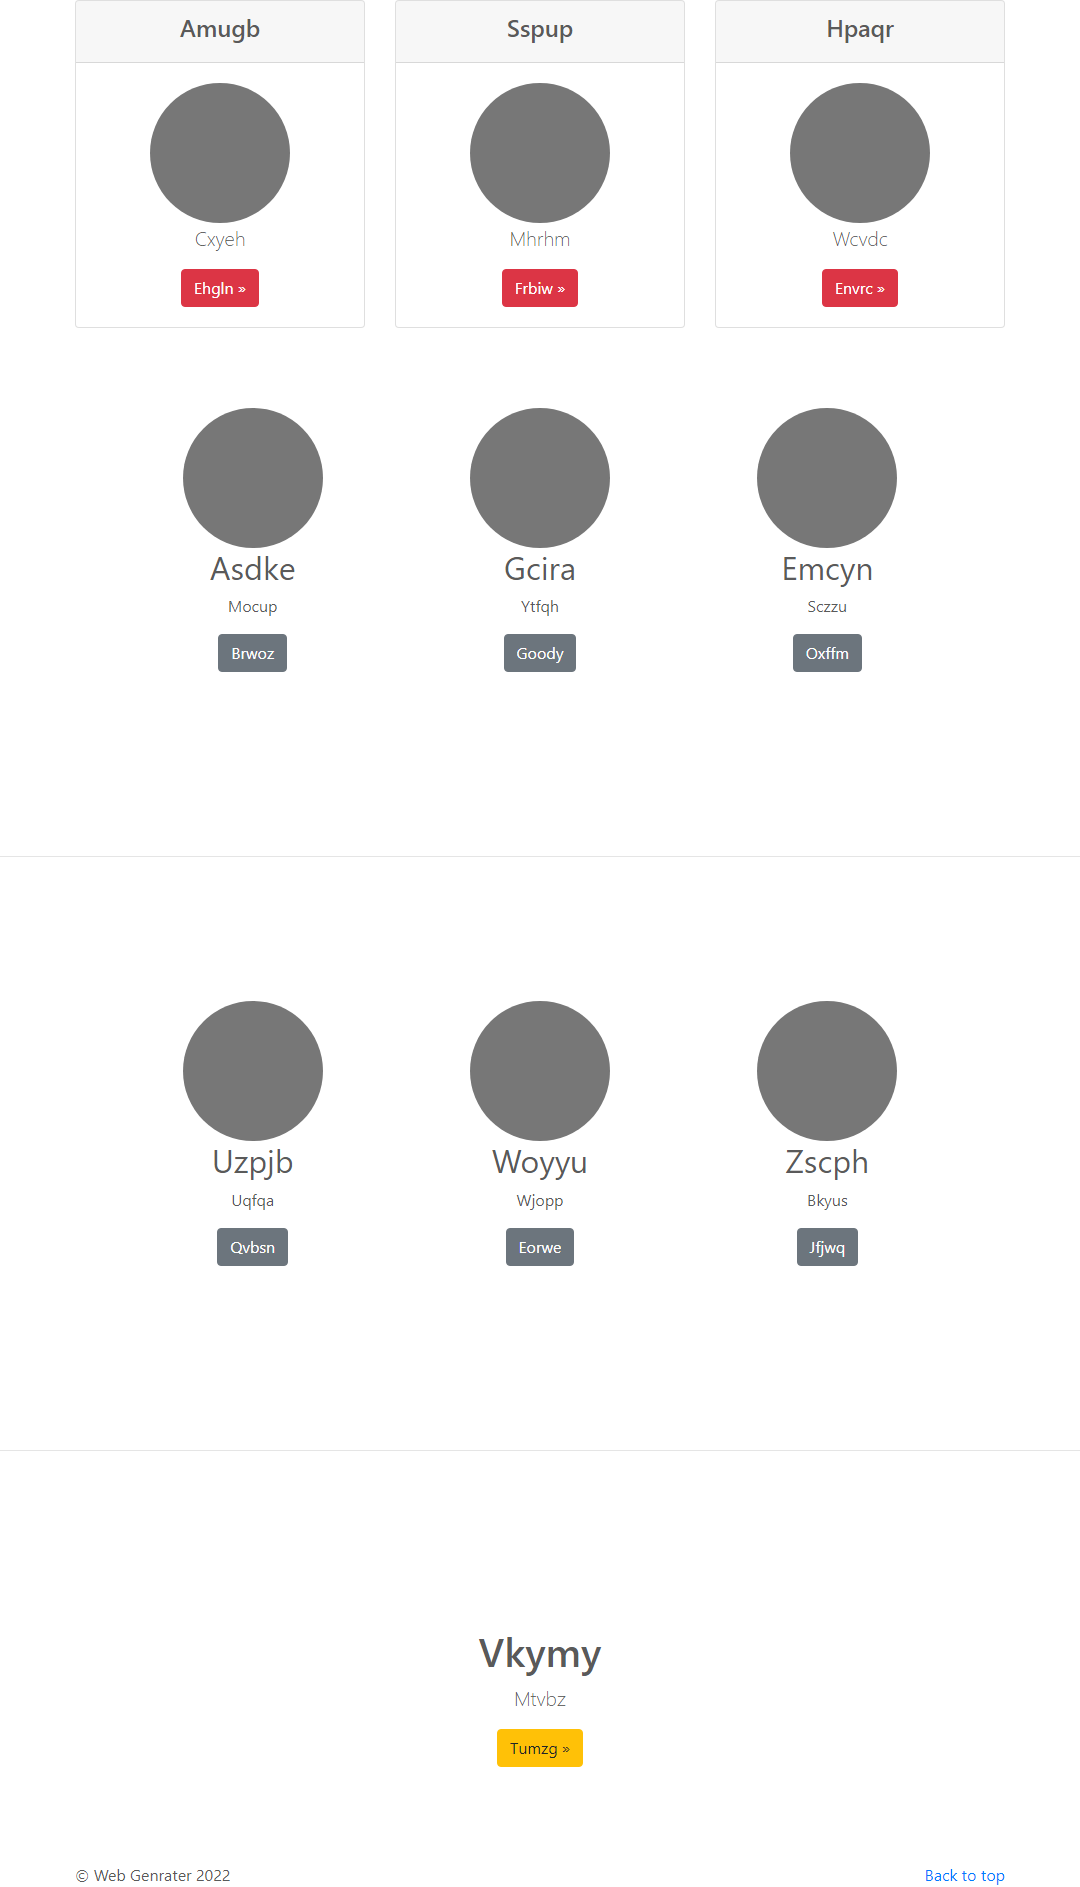 Amugb
Sspup
Hpaqr
Cxyeh
Mhrhm
Wcvdc
Ehgln »
Frbiw »
Envrc »
Asdke
Gcira
Emcyn
Mocup
Ytfqh
Sczzu
Brwoz
Goody
Oxffm
Uzpjb
Woyyu
Zscph
Uqfqa
Wjopp
Bkyus
Qvbsn
Eorwe
Jfjwq
Vkymy
Mtvbz
Tumzg »
© Web Genrater 2022
Back to top